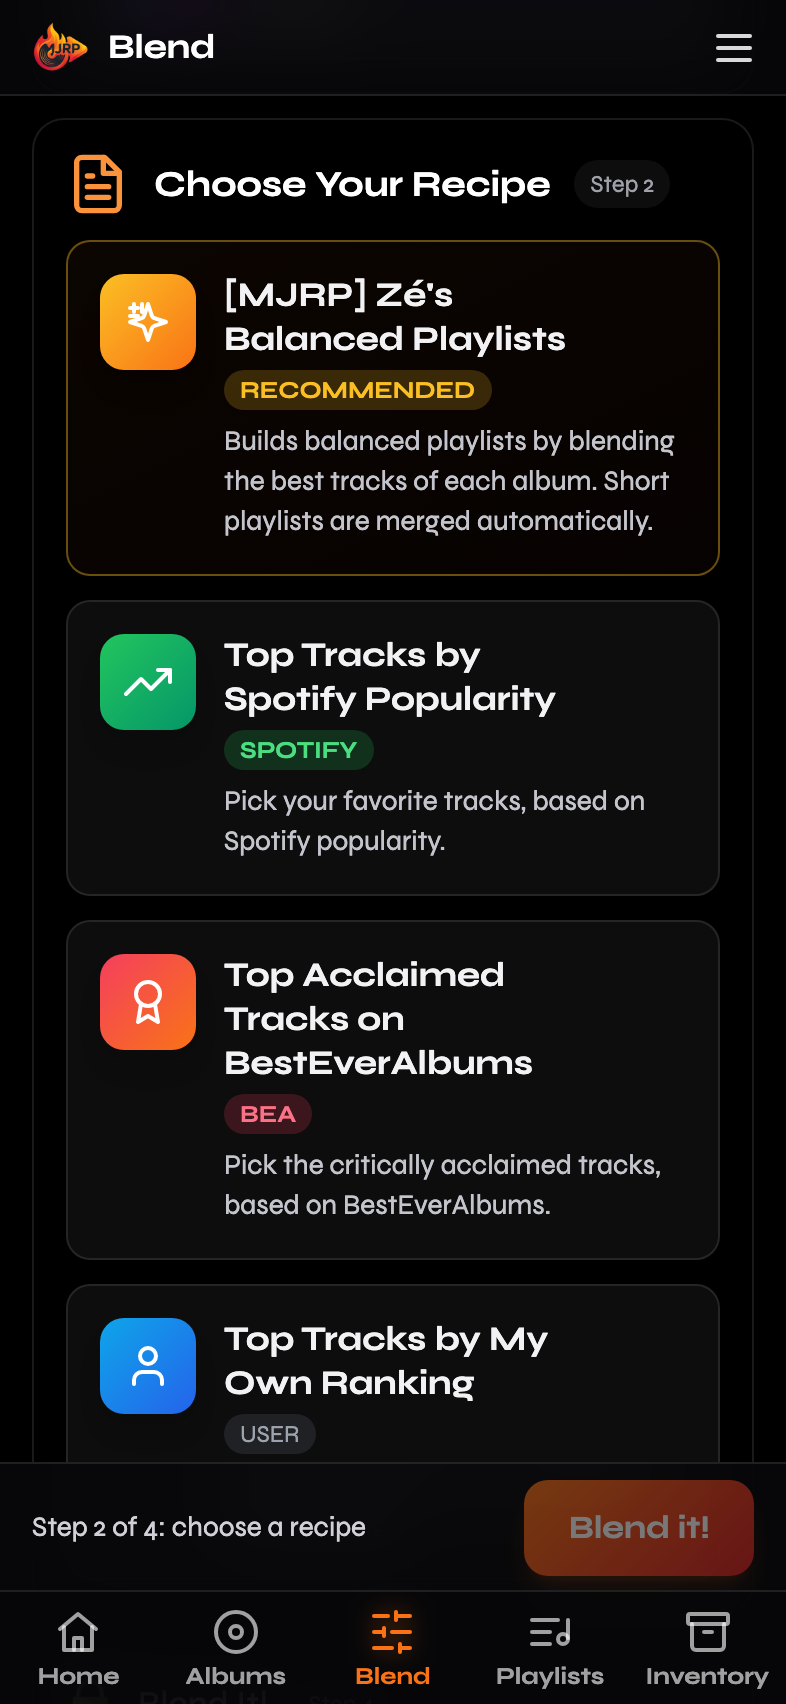 MJRP
Blend
Choose Your Recipe
Step 2
[MJRP] Zé's
Balanced Playlists
RECOMMENDED
Builds balanced playlists by blending
the best tracks of each album. Short
playlists are merged automatically.
Top Tracks by
Spotify Popularity
SPOTIFY
Pick your favorite tracks, based on
Spotify popularity.
Top Acclaimed
Tracks on
BestEverAlbums
BEA
Pick the critically acclaimed tracks,
based on BestEverAlbums.
Top Tracks by My
Own Ranking
USER
Step 2 of 4: choose a recipe
Blend it!
Home
Albums
Blend
Playlists
Inventory